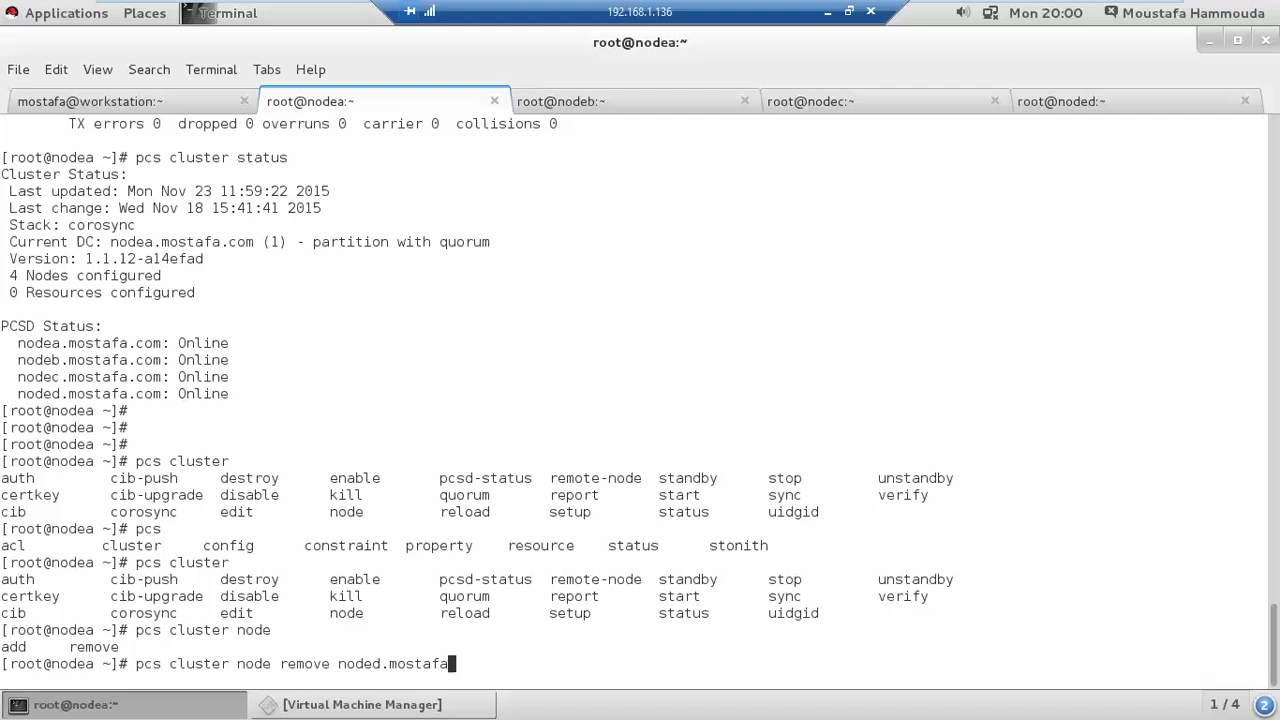 Applications Places Terminal 192.168.1.136 Mon 20:00 Moustafa Hammouda
root@nodea:~
File Edit View Search Terminal Tabs Help
mostafa@workstation:~ root@nodea:~ root@nodeb:~ root@nodec:~ root@noded:~
TX errors 0 dropped 0 overruns 0 carrier 0 collisions 0
[root@nodea ~]# pcs cluster status
Cluster Status:
Last updated: Mon Nov 23 11:59:22 2015
Last change: Wed Nov 18 15:41:41 2015
Stack: corosync
Current DC: nodea.mostafa.com (1) - partition with quorum
Version: 1.1.12-a14efad
4 Nodes configured
0 Resources configured
PCSD Status:
nodea.mostafa.com: Online
nodeb.mostafa.com: Online
nodec.mostafa.com: Online
noded.mostafa.com: Online
[root@nodea ~]#
[root@nodea ~]#
[root@nodea ~]#
[root@nodea ~]# pcs cluster
auth cib-push destroy enable pcsd-status remote-node standby stop unstandby
certkey cib-upgrade disable kill quorum report start sync verify
cib corosync edit node reload setup status uidgid
[root@nodea ~]# pcs
acl cluster config constraint property resource status stonith
[root@nodea ~]# pcs cluster
auth cib-push destroy enable pcsd-status remote-node standby stop unstandby
certkey cib-upgrade disable kill quorum report start sync verify
cib corosync edit node reload setup status uidgid
[root@nodea ~]# pcs cluster node
add remove
[root@nodea ~]# pcs cluster node remove noded.mostafa
root@nodea:~ [Virtual Machine Manager] 1 / 4 2